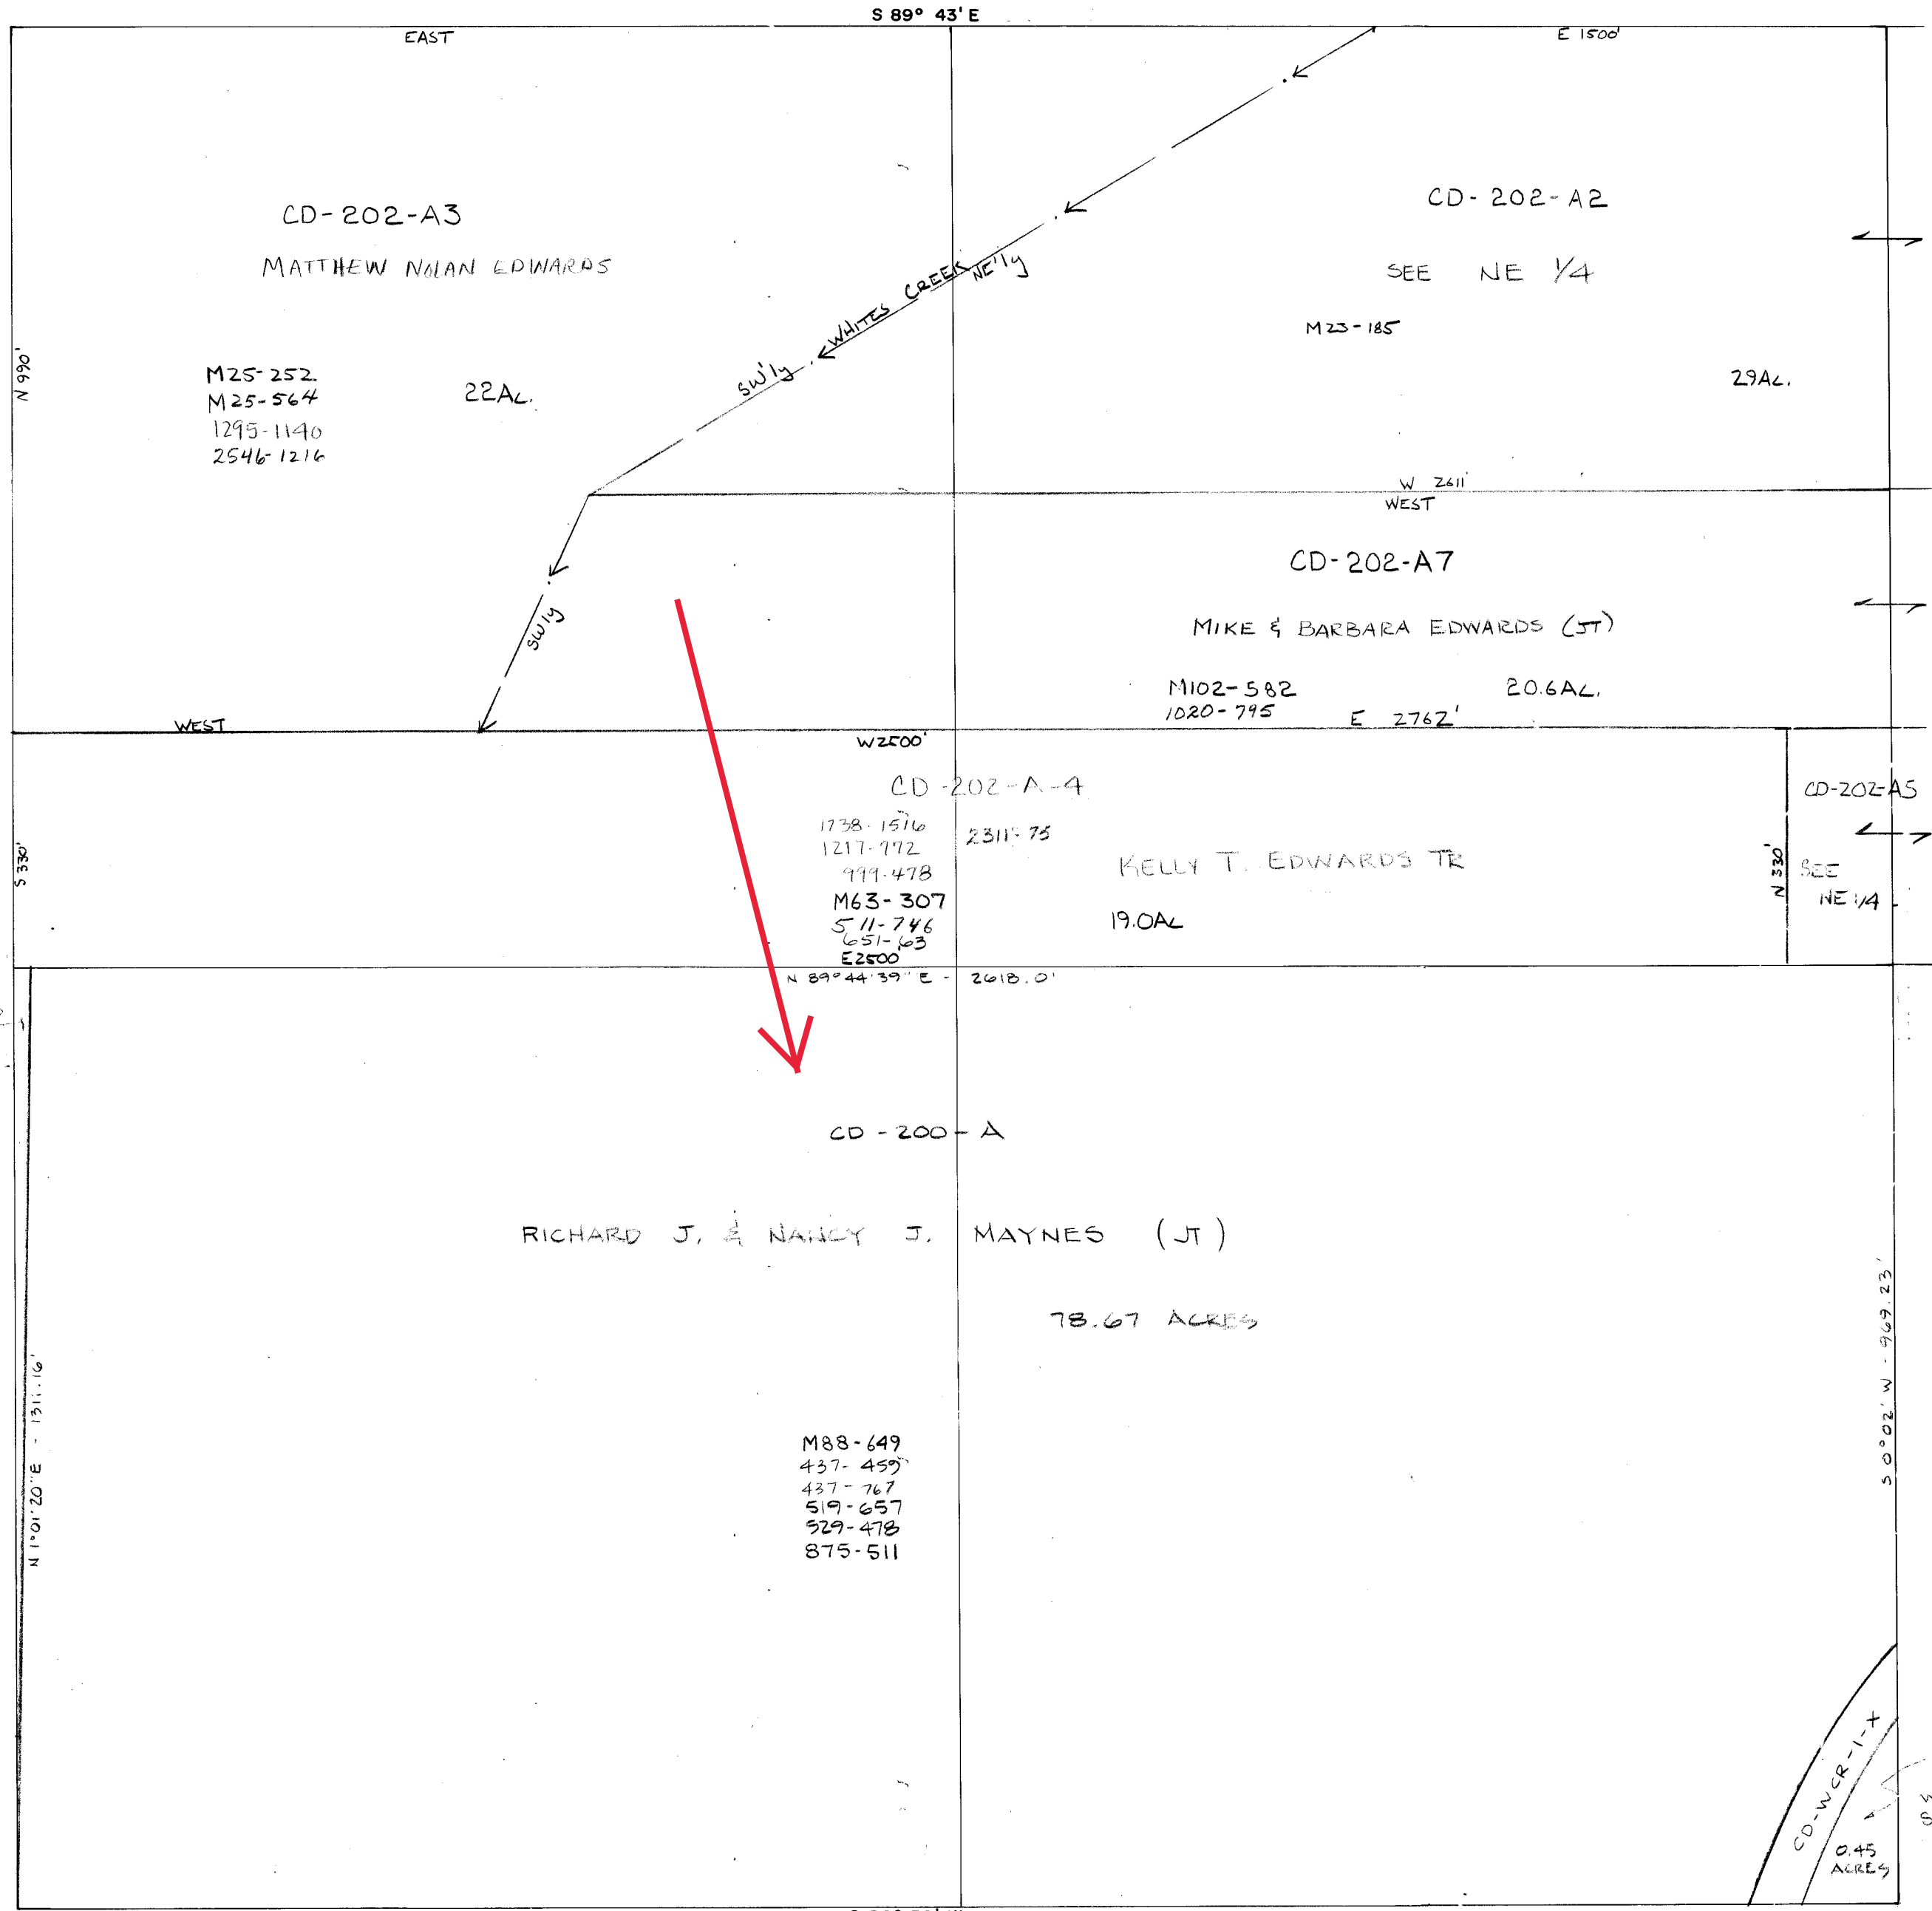 S 89° 43' E
EAST
E 1500'
CD-202-A3
MATTHEW NOLAN EDWARDS
N 990'
M25-252
M25-564
1295-1140
2546-1216
22Ac.
WHITES CREEK
NE'ly
SW'ly
CD-202-A2
SEE NE 1/4
M23-185
29Ac.
W 2611'
WEST
SW'ly
CD-202-A7
MIKE & BARBARA EDWARDS (JT)
M102-582
1020-795
20.6Ac.
E 2762'
WEST
W2500'
CD-202-A-4
1738-1516
1217-772
999-478
M63-307
511-746
651-63
2311-75
KELLY T. EDWARDS TR
19.0Ac
S 330'
N 330'
CD-202-A5
SEE
NE 1/4
E2500'
N 89°44'39" E - 2618.0'
CD-200-A
RICHARD J. & NANCY J. MAYNES (JT)
78.67 ACRES
M88-649
437-459
437-767
519-657
529-478
875-511
N 1°01'20"E - 1311.16'
S 0°02' W - 969.23'
CD-WCR-1-X
0.45
ACRES